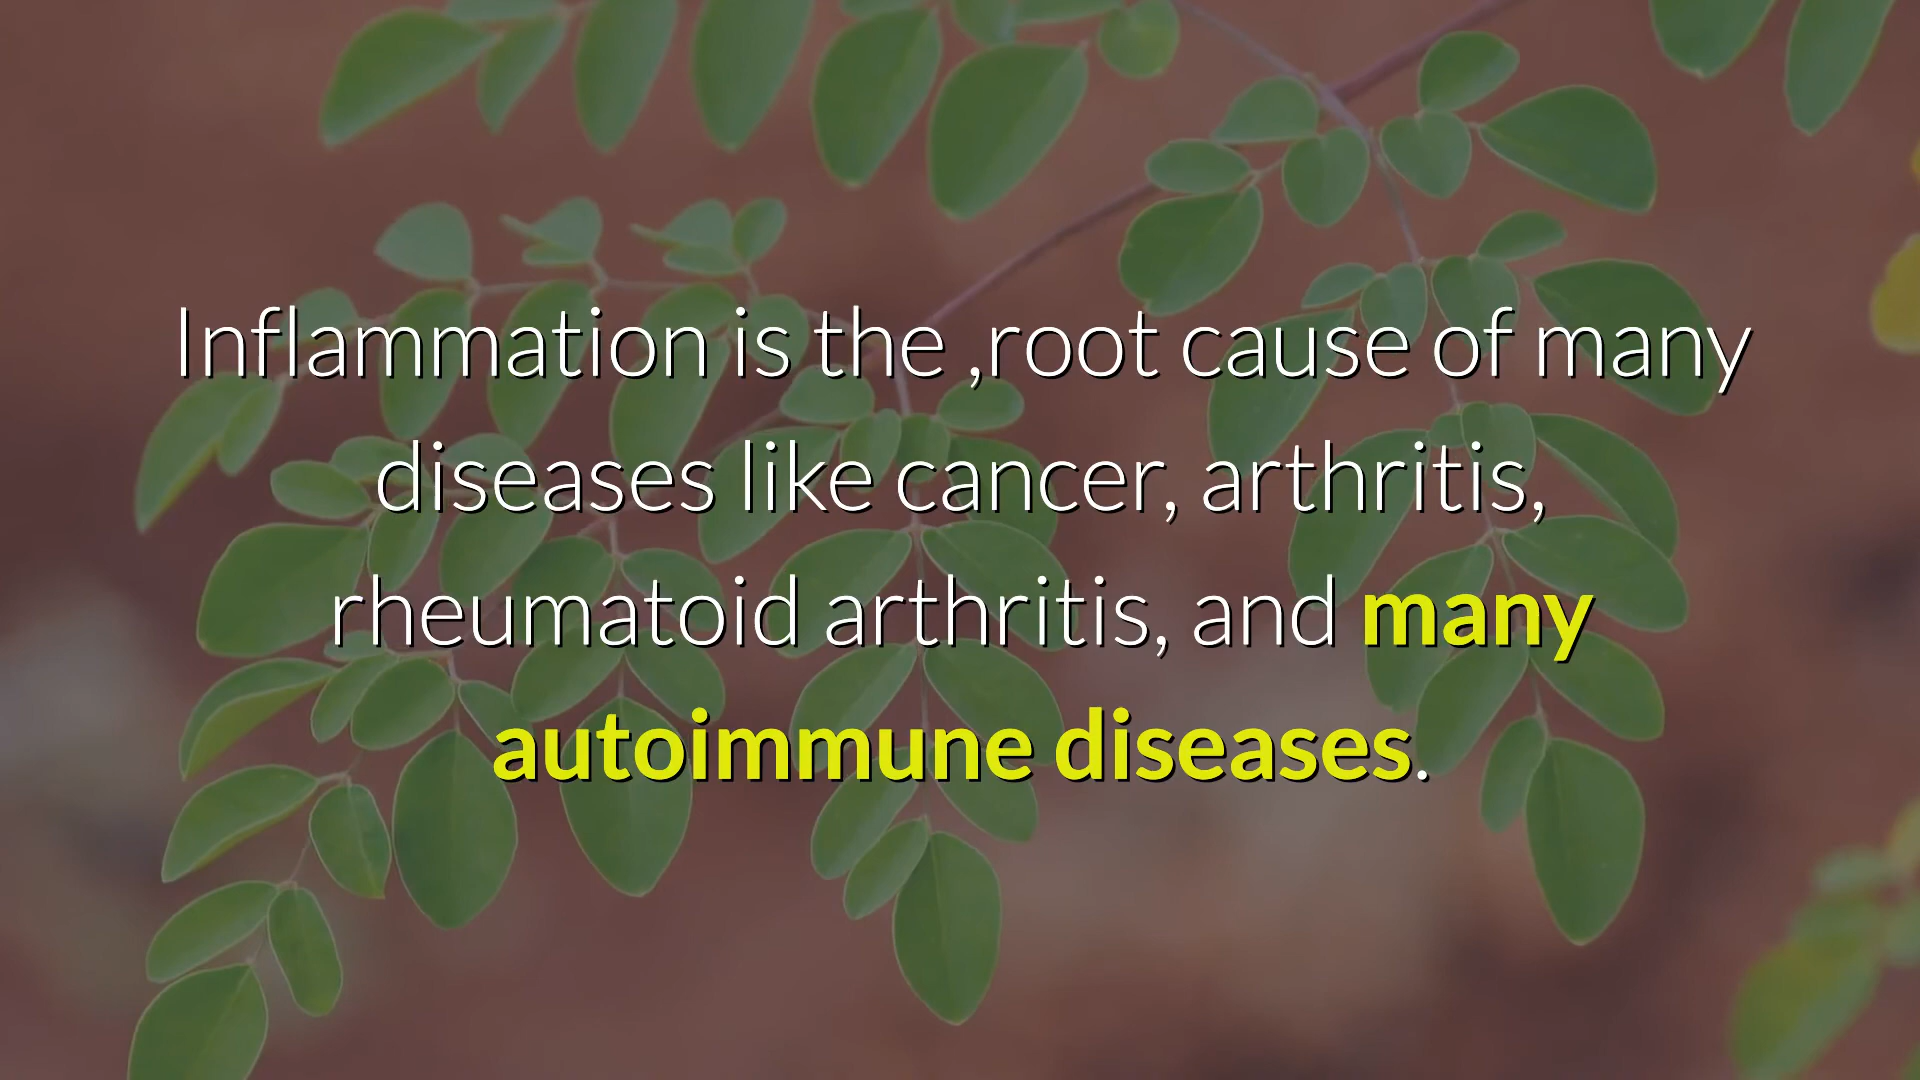 Inflammation is the ,root cause of many
diseases like cancer, arthritis,
rheumatoid arthritis, and many
autoimmune diseases.